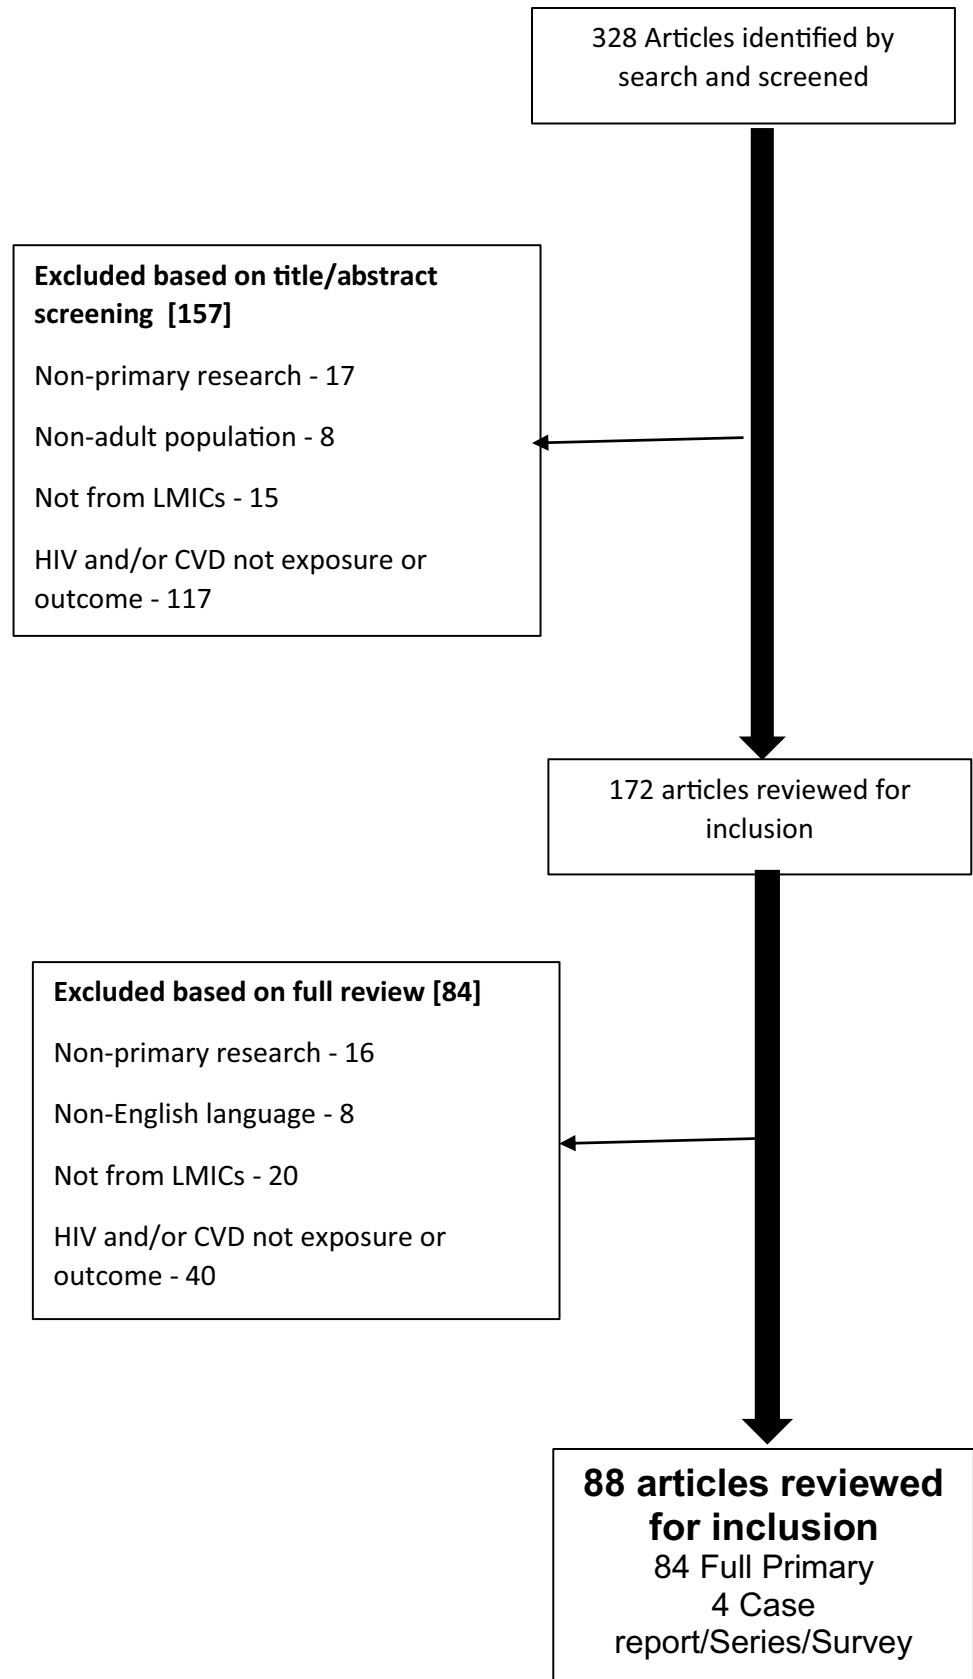 328 Articles identified by
search and screened
Excluded based on title/abstract
screening [157]
Non-primary research - 17
Non-adult population - 8
Not from LMICs - 15
HIV and/or CVD not exposure or
outcome - 117
172 articles reviewed for
inclusion
Excluded based on full review [84]
Non-primary research - 16
Non-English language - 8
Not from LMICs - 20
HIV and/or CVD not exposure or
outcome - 40
88 articles reviewed
for inclusion
84 Full Primary
4 Case
report/Series/Survey